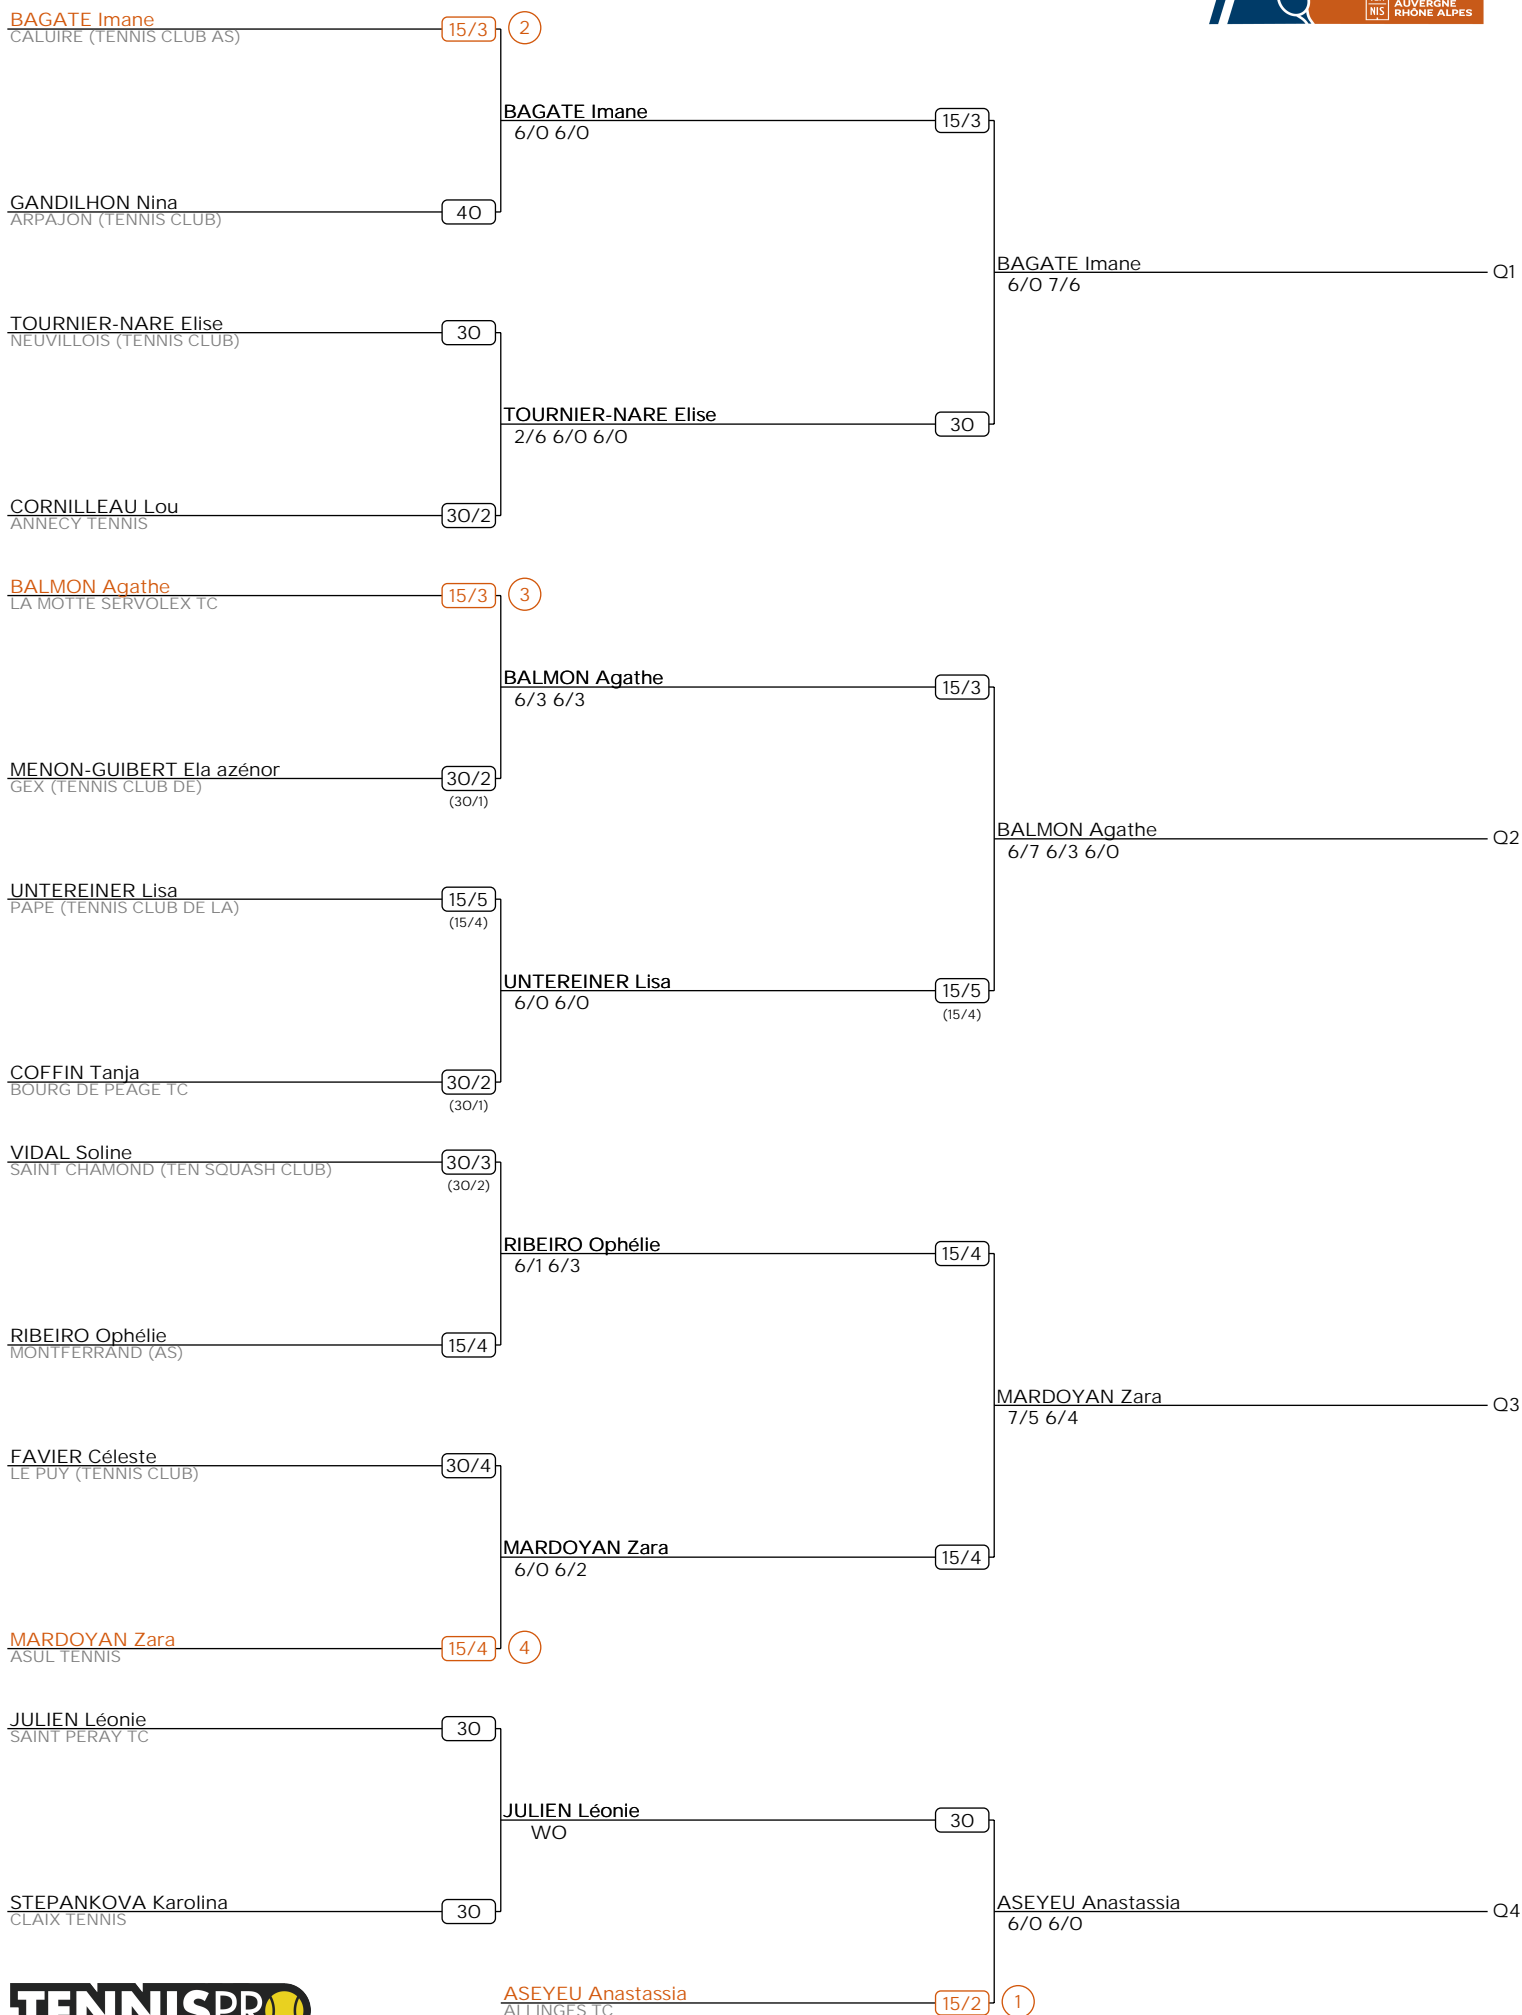 AUVERGNE
NIS RHÔNE ALPES
BAGATE Imane
CALUIRE (TENNIS CLUB AS)
15/3 2
BAGATE Imane
6/0 6/0
15/3
GANDILHON Nina
ARPAJON (TENNIS CLUB)
40
BAGATE Imane
6/0 7/6
Q1
TOURNIER-NARE Elise
NEUVILLOIS (TENNIS CLUB)
30
TOURNIER-NARE Elise
2/6 6/0 6/0
30
CORNILLEAU Lou
ANNECY TENNIS
30/2
BALMON Agathe
LA MOTTE SERVOLEX TC
15/3 3
BALMON Agathe
6/3 6/3
15/3
MENON-GUIBERT Ela azénor
GEX (TENNIS CLUB DE)
30/2
(30/1)
BALMON Agathe
6/7 6/3 6/0
Q2
UNTEREINER Lisa
PAPE (TENNIS CLUB DE LA)
15/5
(15/4)
UNTEREINER Lisa
6/0 6/0
15/5
(15/4)
COFFIN Tanja
BOURG DE PEAGE TC
30/2
(30/1)
VIDAL Soline
SAINT CHAMOND (TEN SQUASH CLUB)
30/3
(30/2)
RIBEIRO Ophélie
6/1 6/3
15/4
RIBEIRO Ophélie
MONTFERRAND (AS)
15/4
MARDOYAN Zara
7/5 6/4
Q3
FAVIER Céleste
LE PUY (TENNIS CLUB)
30/4
MARDOYAN Zara
6/0 6/2
15/4
MARDOYAN Zara
ASUL TENNIS
15/4 4
JULIEN Léonie
SAINT PERAY TC
30
JULIEN Léonie
WO
30
STEPANKOVA Karolina
CLAIX TENNIS
30
ASEYEU Anastassia
6/0 6/0
Q4
ASEYEU Anastassia
ALLINGES TC
15/2 1
TENNISPRO